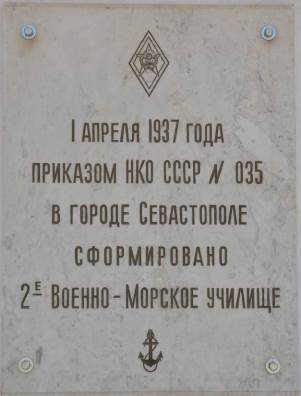 1 АПРЕЛЯ 1937 ГОДА
ПРИКАЗОМ НКО СССР N 035
В ГОРОДЕ СЕВАСТОПОЛЕ
СФОРМИРОВАНО
2Е ВОЕННО-МОРСКОЕ УЧИЛИЩЕ